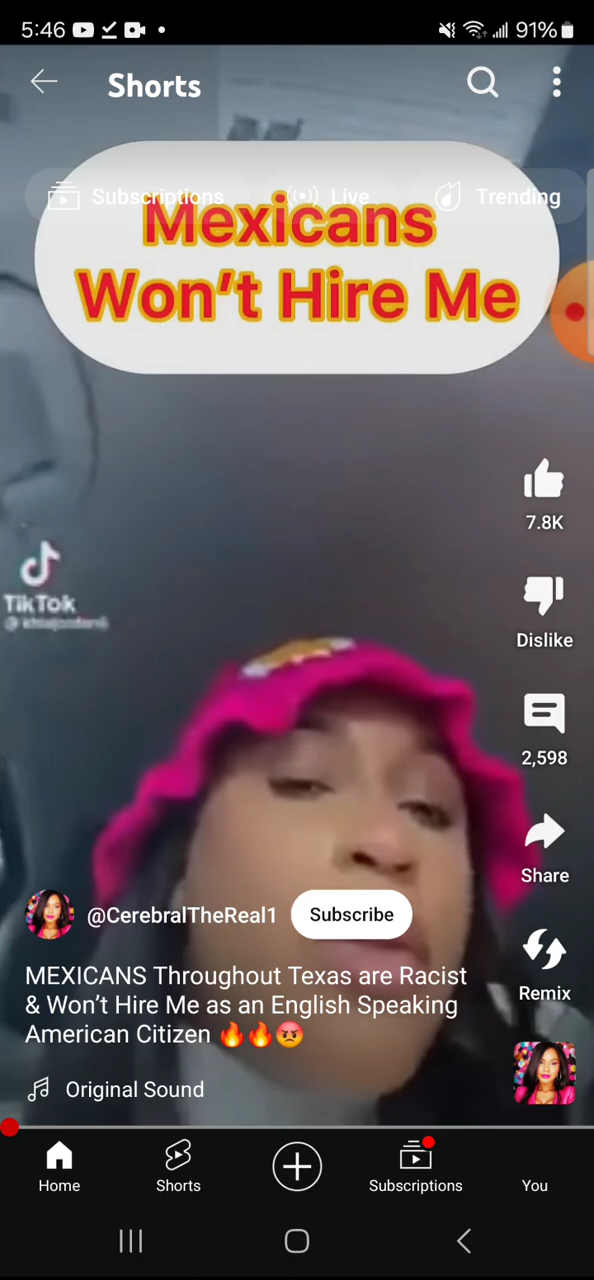 5:46
91%
Shorts
Subscriptions
Live
Trending
Mexicans
Won't Hire Me
7.8K
TikTok
Dislike
2,598
Share
@CerebralTheReal1
Subscribe
MEXICANS Throughout Texas are Racist
& Won't Hire Me as an English Speaking
American Citizen 🔥🔥😡
Remix
Original Sound
Home
Shorts
Subscriptions
You